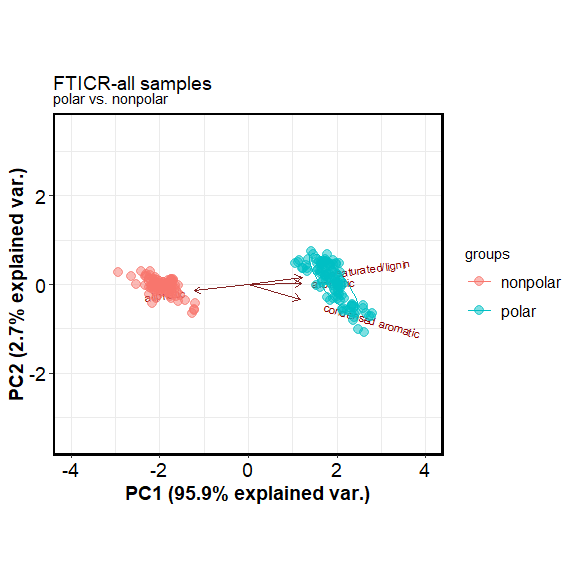 FTICR-all samples
polar vs. nonpolar
PC2 (2.7% explained var.)
2
0
-2
-4
-2
0
2
4
PC1 (95.9% explained var.)
aromatic
groups
nonpolar
polar